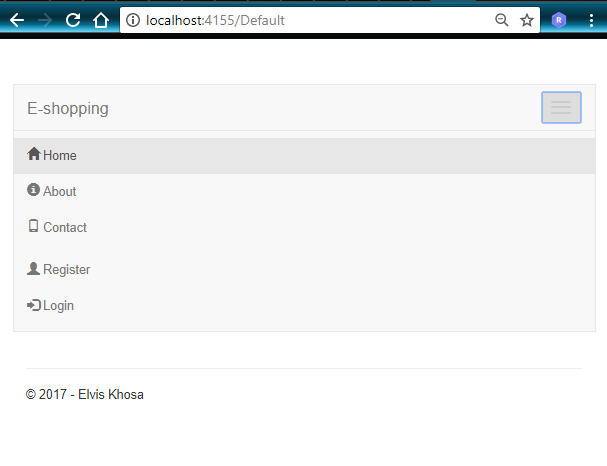 localhost:4155/Default
R
E-shopping
Home
About
Contact
Register
Login
© 2017 - Elvis Khosa